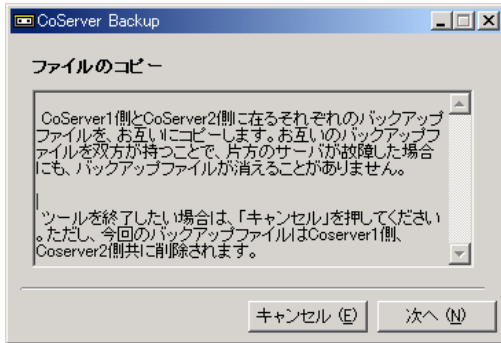 CoServer Backup
ファイルのコピー
CoServer1側とCoServer2側に在るそれぞれのバックアップ
ファイルを、お互いにコピーします。お互いのバックアップフ
ァイルを双方が持つことで、片方のサーバが故障した場合
にも、バックアップファイルが消えることがありません。
ツールを終了したい場合は、「キャンセル」を押してください
。ただし、今回のバックアップファイルはCoserver1側、
Coserver2側共に削除されます。
キャンセル (E) 次へ (N)